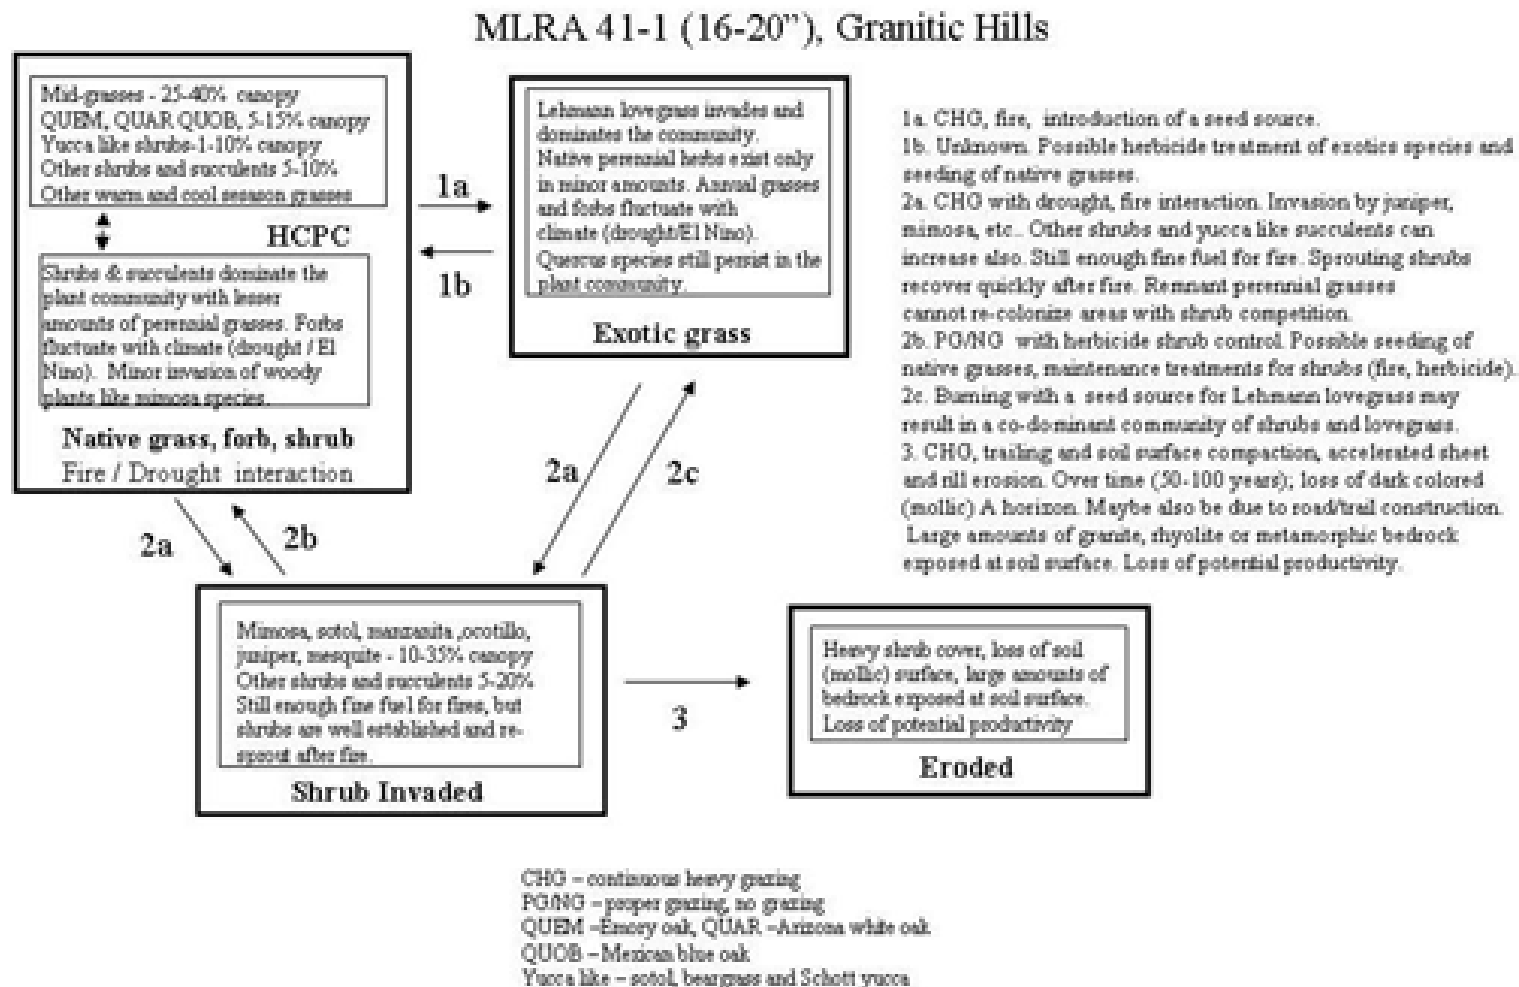 MLRA 41-1 (16-20”), Granitic Hills
Mid-grasses - 25-40% canopy
QUEM, QUAR QUOB, 5-15% canopy
Yucca like shrubs-1-10% canopy
Other shrubs and succulents 5-10%
Other warm and cool sesason grasses
HCPC
Shrubs & succulents dominate the
plant community with lesser
amounts of perennial grasses. Forbs
fluctuate with climate (drought / El
Nino). Minor invasion of woody
plants like mimosa species.
Native grass, forb, shrub
Fire / Drought interaction
1a
1b
Lehmann lovegrass invades and
dominates the community.
Native perennial herbs exist only
in minor amounts. Annual grasses
and forbs fluctuate with
climate (drought/El Nino).
Quercus species still persist in the
plant community.
Exotic grass
1a. CHG, fire, introduction of a seed source.
1b. Unknown. Possible herbicide treatment of exotics species and
seeding of native grasses.
2a. CHG with drought, fire interaction. Invasion by juniper,
mimosa, etc.. Other shrubs and yucca like succulents can
increase also. Still enough fine fuel for fire. Sprouting shrubs
recover quickly after fire. Remnant perennial grasses
cannot re-colonize areas with shrub competition.
2b. PG/NG with herbicide shrub control. Possible seeding of
native grasses, maintenance treatments for shrubs (fire, herbicide).
2c. Burning with a seed source for Lehmann lovegrass may
result in a co-dominant community of shrubs and lovegrass.
3. CHG, trailing and soil surface compaction, accelerated sheet
and rill erosion. Over time (50-100 years); loss of dark colored
(mollic) A horizon. Maybe also be due to road/trail construction.
Large amounts of granite, rhyolite or metamorphic bedrock
exposed at soil surface. Loss of potential productivity.
2a
2b
2a
2c
Mimosa, sotol, manzanita ,ocotillo,
juniper, mesquite - 10-35% canopy
Other shrubs and succulents 5-20%
Still enough fine fuel for fires, but
shrubs are well established and re-
sprout after fire.
Shrub Invaded
3
Heavy shrub cover, loss of soil
(mollic) surface, large amounts of
bedrock exposed at soil surface.
Loss of potential productivity
Eroded
CHG – continuous heavy grazing
PG/NG – proper grazing, no grazing
QUEM –Emory oak, QUAR –Arizona white oak
QUOB – Mexican blue oak
Yucca like – sotol, beargrass and Schott yucca